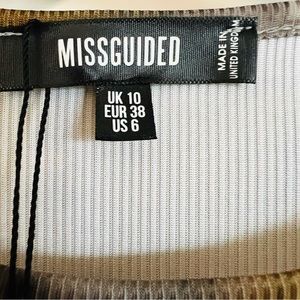 MISSGUIDED
MADE IN
UNITED KINGDOM
UK 10
EUR 38
US 6